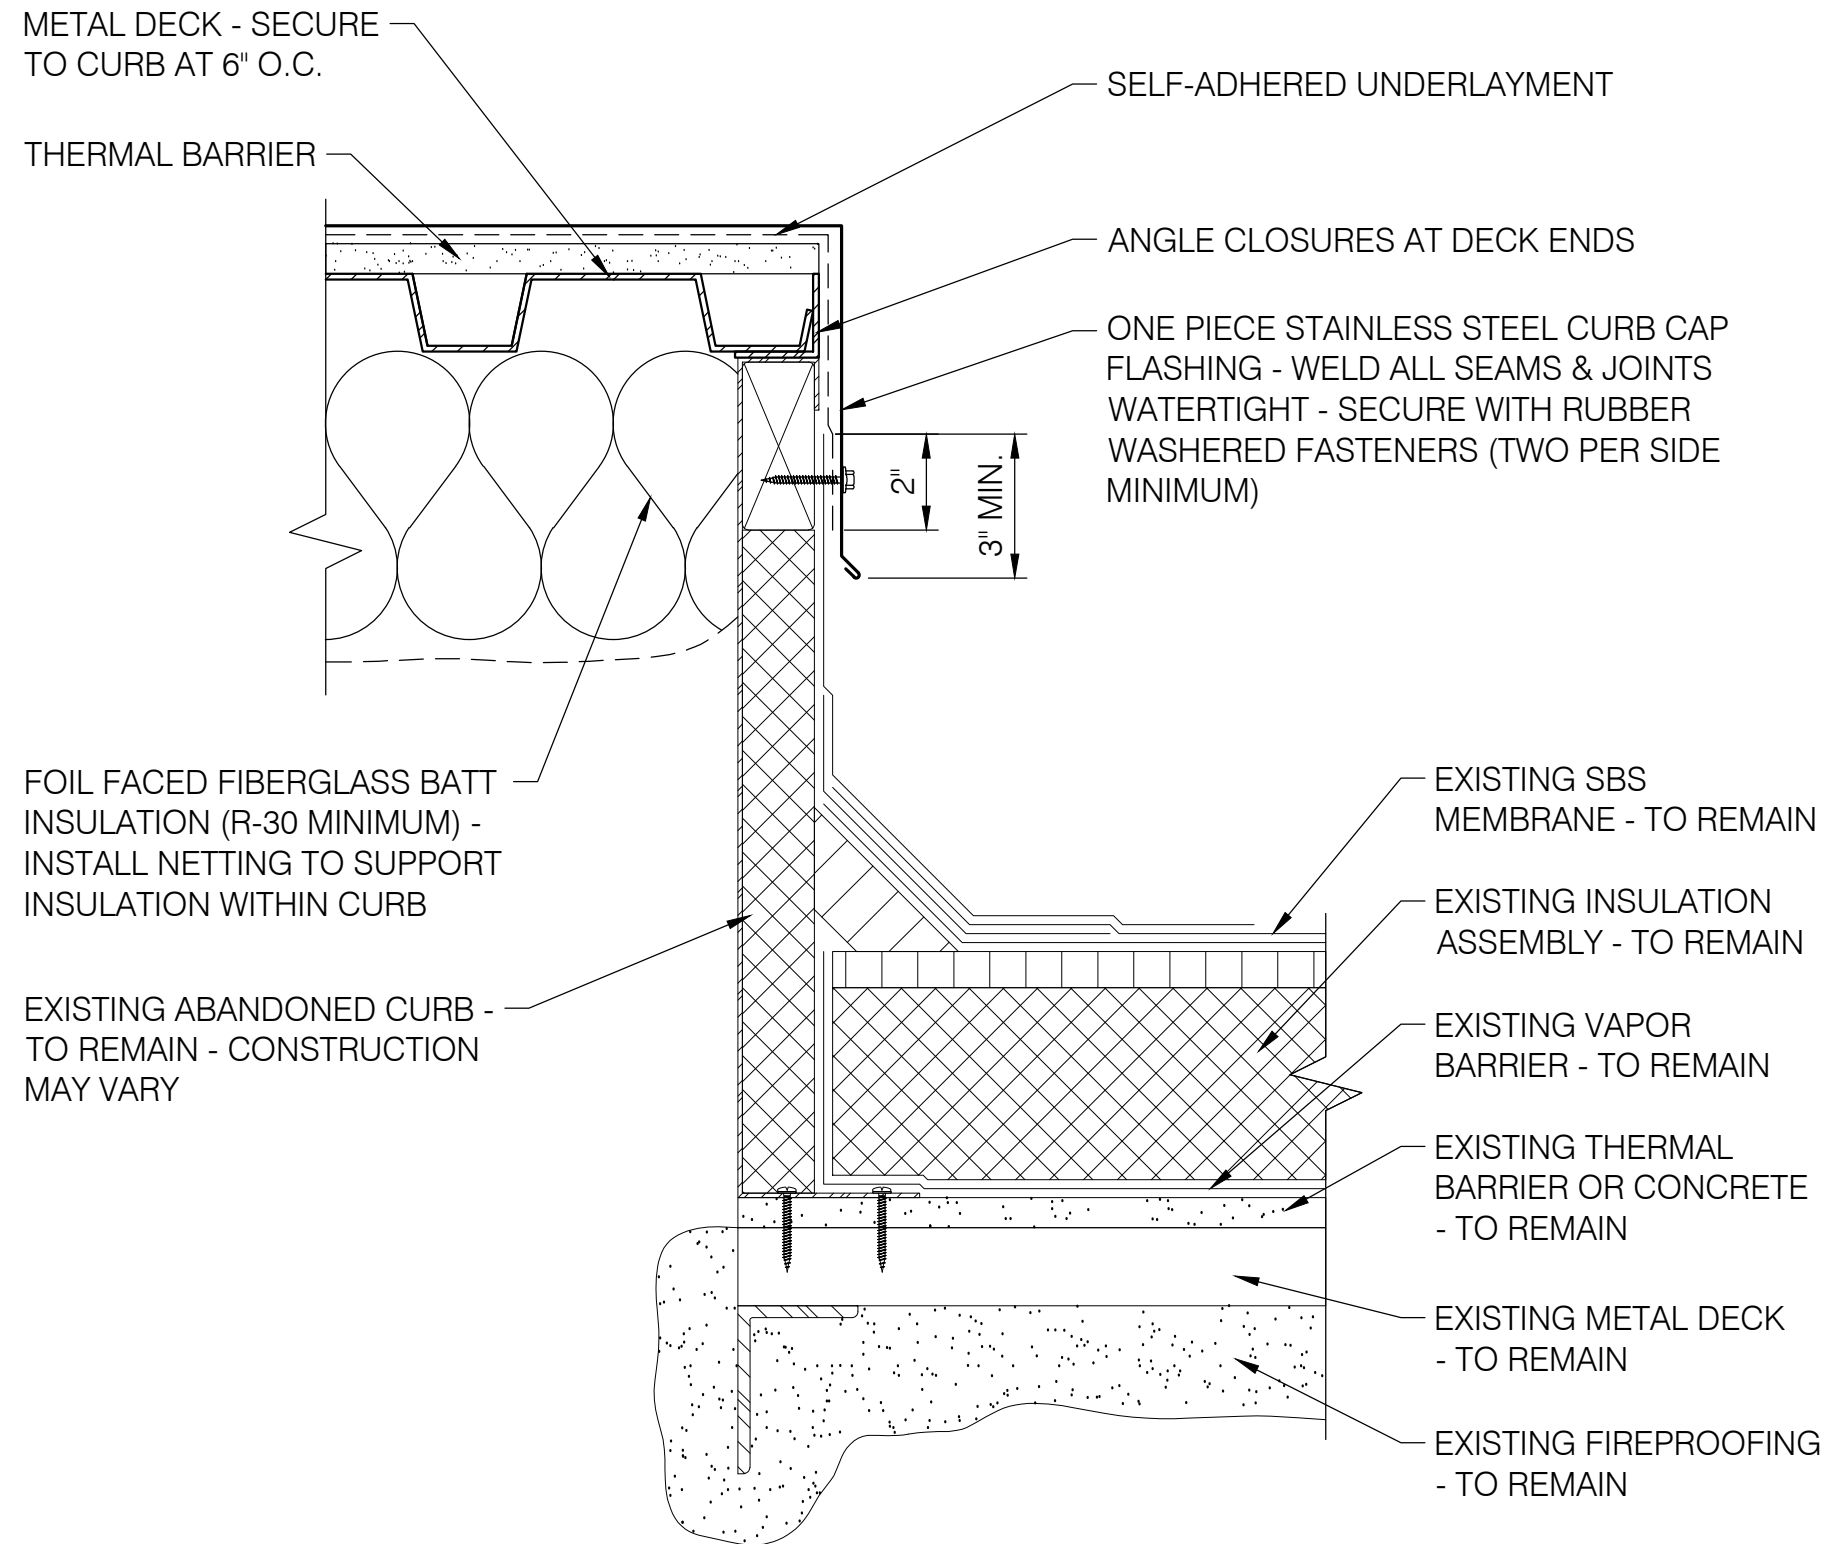 METAL DECK - SECURE
TO CURB AT 6" O.C.
THERMAL BARRIER
SELF-ADHERED UNDERLAYMENT
ANGLE CLOSURES AT DECK ENDS
ONE PIECE STAINLESS STEEL CURB CAP
FLASHING - WELD ALL SEAMS & JOINTS
WATERTIGHT - SECURE WITH RUBBER
WASHERED FASTENERS (TWO PER SIDE
MINIMUM)
2"
3" MIN.
FOIL FACED FIBERGLASS BATT
INSULATION (R-30 MINIMUM) -
INSTALL NETTING TO SUPPORT
INSULATION WITHIN CURB
EXISTING ABANDONED CURB -
TO REMAIN - CONSTRUCTION
MAY VARY
EXISTING SBS
MEMBRANE - TO REMAIN
EXISTING INSULATION
ASSEMBLY - TO REMAIN
EXISTING VAPOR
BARRIER - TO REMAIN
EXISTING THERMAL
BARRIER OR CONCRETE
- TO REMAIN
EXISTING METAL DECK
- TO REMAIN
EXISTING FIREPROOFING
- TO REMAIN